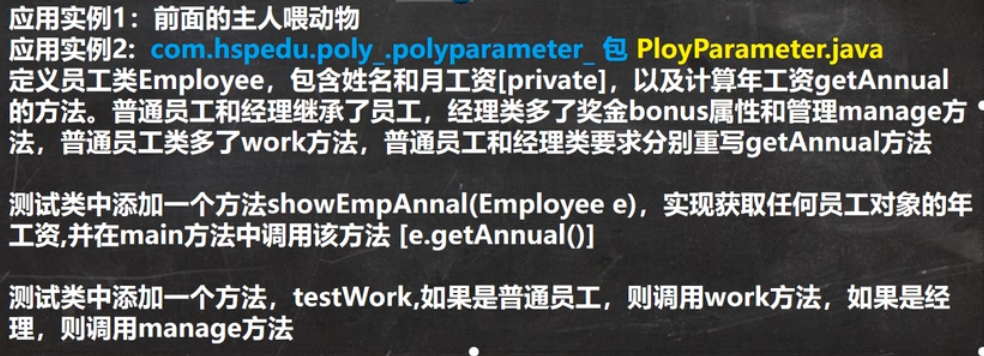 应用实例1：前面的主人喂动物
应用实例2：com.hspedu.poly_.polyparameter_ 包 PloyParameter.java
定义员工类Employee，包含姓名和月工资[private]，以及计算年工资getAnnual
的方法。普通员工和经理继承了员工，经理类多了奖金bonus属性和管理manage方
法，普通员工类多了work方法，普通员工和经理类要求分别重写getAnnual方法
测试类中添加一个方法showEmpAnnal(Employee e)，实现获取任何员工对象的年
工资,并在main方法中调用该方法 [e.getAnnual()]
测试类中添加一个方法，testWork,如果是普通员工，则调用work方法，如果是经
理，则调用manage方法